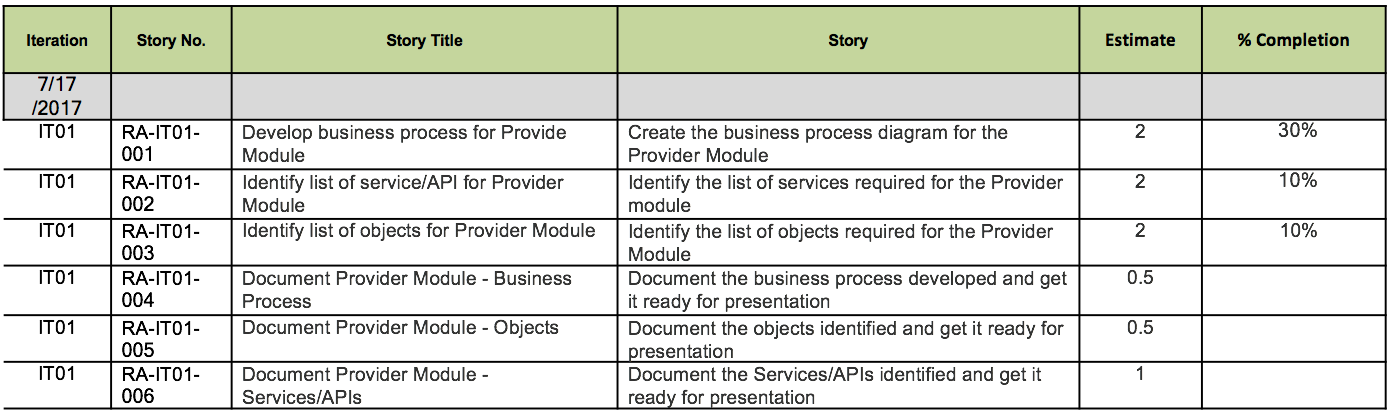 Iteration Story No. Story Title Story Estimate % Completion
7/17
/2017
IT01 RA-IT01- Develop business process for Provide Create the business process diagram for the 2 30%
001 Module Provider Module
IT01 RA-IT01- Identify list of service/API for Provider Identify the list of services required for the Provider 2 10%
002 Module module
IT01 RA-IT01- Identify list of objects for Provider Module Identify the list of objects required for the Provider 2 10%
003 Module
IT01 RA-IT01- Document Provider Module - Business Document the business process developed and get 0.5
004 Process it ready for presentation
IT01 RA-IT01- Document Provider Module - Objects Document the objects identified and get it ready for 0.5
005 presentation
IT01 RA-IT01- Document Provider Module - Document the Services/APIs identified and get it 1
006 Services/APIs ready for presentation